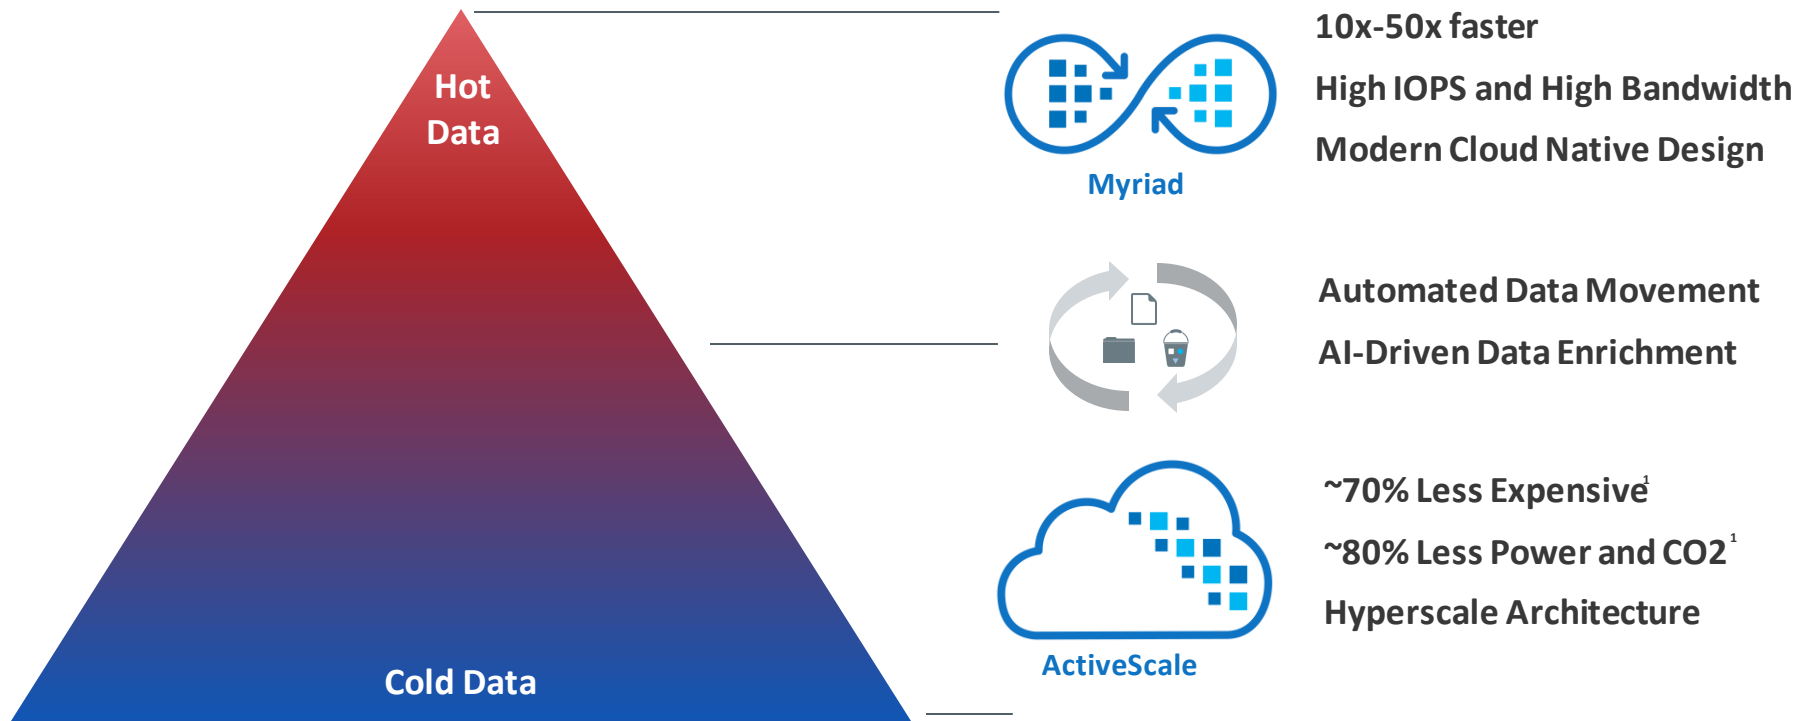 Hot
Data
Cold Data
Myriad
10x-50x faster
High IOPS and High Bandwidth
Modern Cloud Native Design
Automated Data Movement
AI-Driven Data Enrichment
ActiveScale
~70% Less Expensive¹
~80% Less Power and CO2¹
Hyperscale Architecture